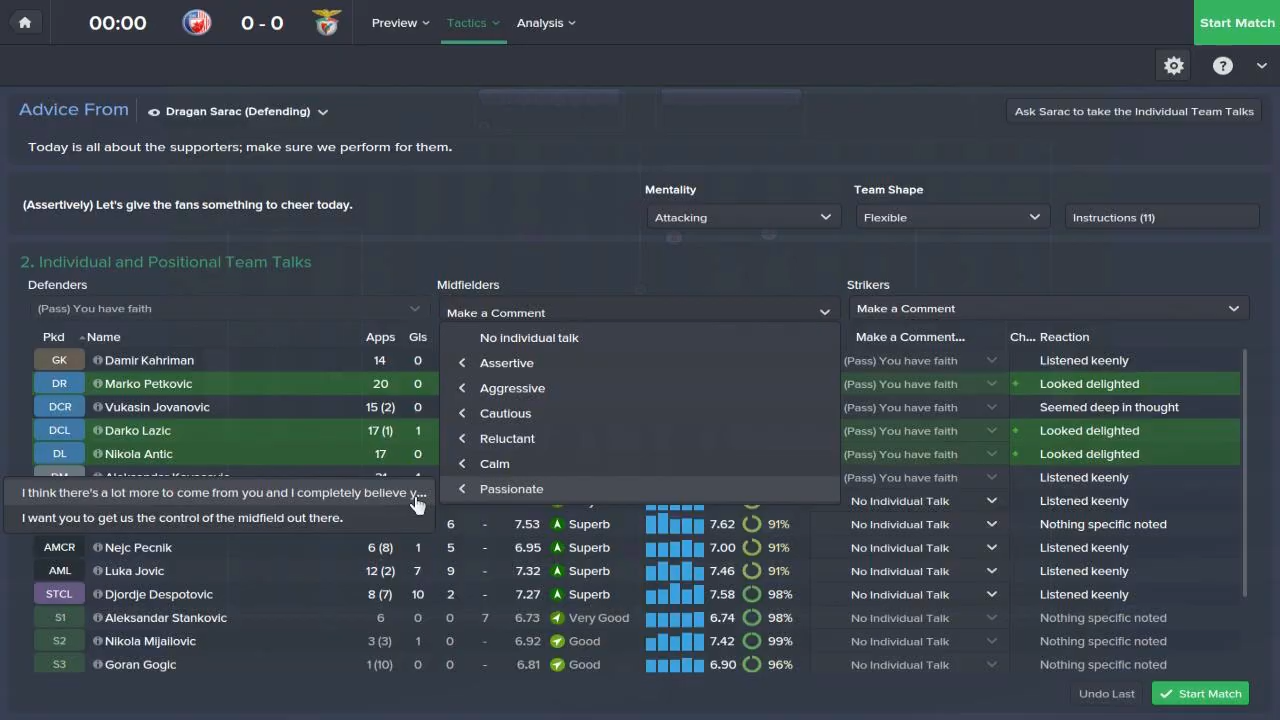 00:00
0 - 0
Preview
Tactics
Analysis
Start Match
?
Advice From
Dragan Sarac (Defending)
Ask Sarac to take the Individual Team Talks
Today is all about the supporters; make sure we perform for them.
Mentality
Team Shape
(Assertively) Let's give the fans something to cheer today.
Attacking
Flexible
Instructions (11)
2. Individual and Positional Team Talks
Defenders
Midfielders
Strikers
(Pass) You have faith
Make a Comment
Make a Comment
Pkd Name Apps Gls
Make a Comment... Ch... Reaction
No individual talk
Assertive
Aggressive
Cautious
Reluctant
Calm
Passionate
I think there's a lot more to come from you and I completely believe y...
I want you to get us the control of the midfield out there.
GK Damir Kahriman 14 0 (Pass) You have faith Listened keenly
DR Marko Petkovic 20 0 (Pass) You have faith Looked delighted
DCR Vukasin Jovanovic 15 (2) 0 (Pass) You have faith Seemed deep in thought
DCL Darko Lazic 17 (1) 1 (Pass) You have faith Looked delighted
DL Nikola Antic 17 0 (Pass) You have faith Looked delighted
DM (Pass) You have faith Listened keenly
No Individual Talk Listened keenly
6 - 7.53 Superb 7.62 91% No Individual Talk Nothing specific noted
AMCR Nejc Pecnik 6 (8) 1 5 - 6.95 Superb 7.00 91% No Individual Talk Listened keenly
AML Luka Jovic 12 (2) 7 9 - 7.32 Superb 7.46 91% No Individual Talk Listened keenly
STCL Djordje Despotovic 8 (7) 10 2 - 7.27 Superb 7.58 98% No Individual Talk Listened keenly
S1 Aleksandar Stankovic 6 0 0 7 6.73 Very Good 6.74 98% No Individual Talk Nothing specific noted
S2 Nikola Mijailovic 3 (3) 1 0 - 6.92 Good 7.42 99% No Individual Talk Nothing specific noted
S3 Goran Gogic 1 (10) 0 0 - 6.81 Good 6.90 96% No Individual Talk Nothing specific noted
Undo Last
Start Match